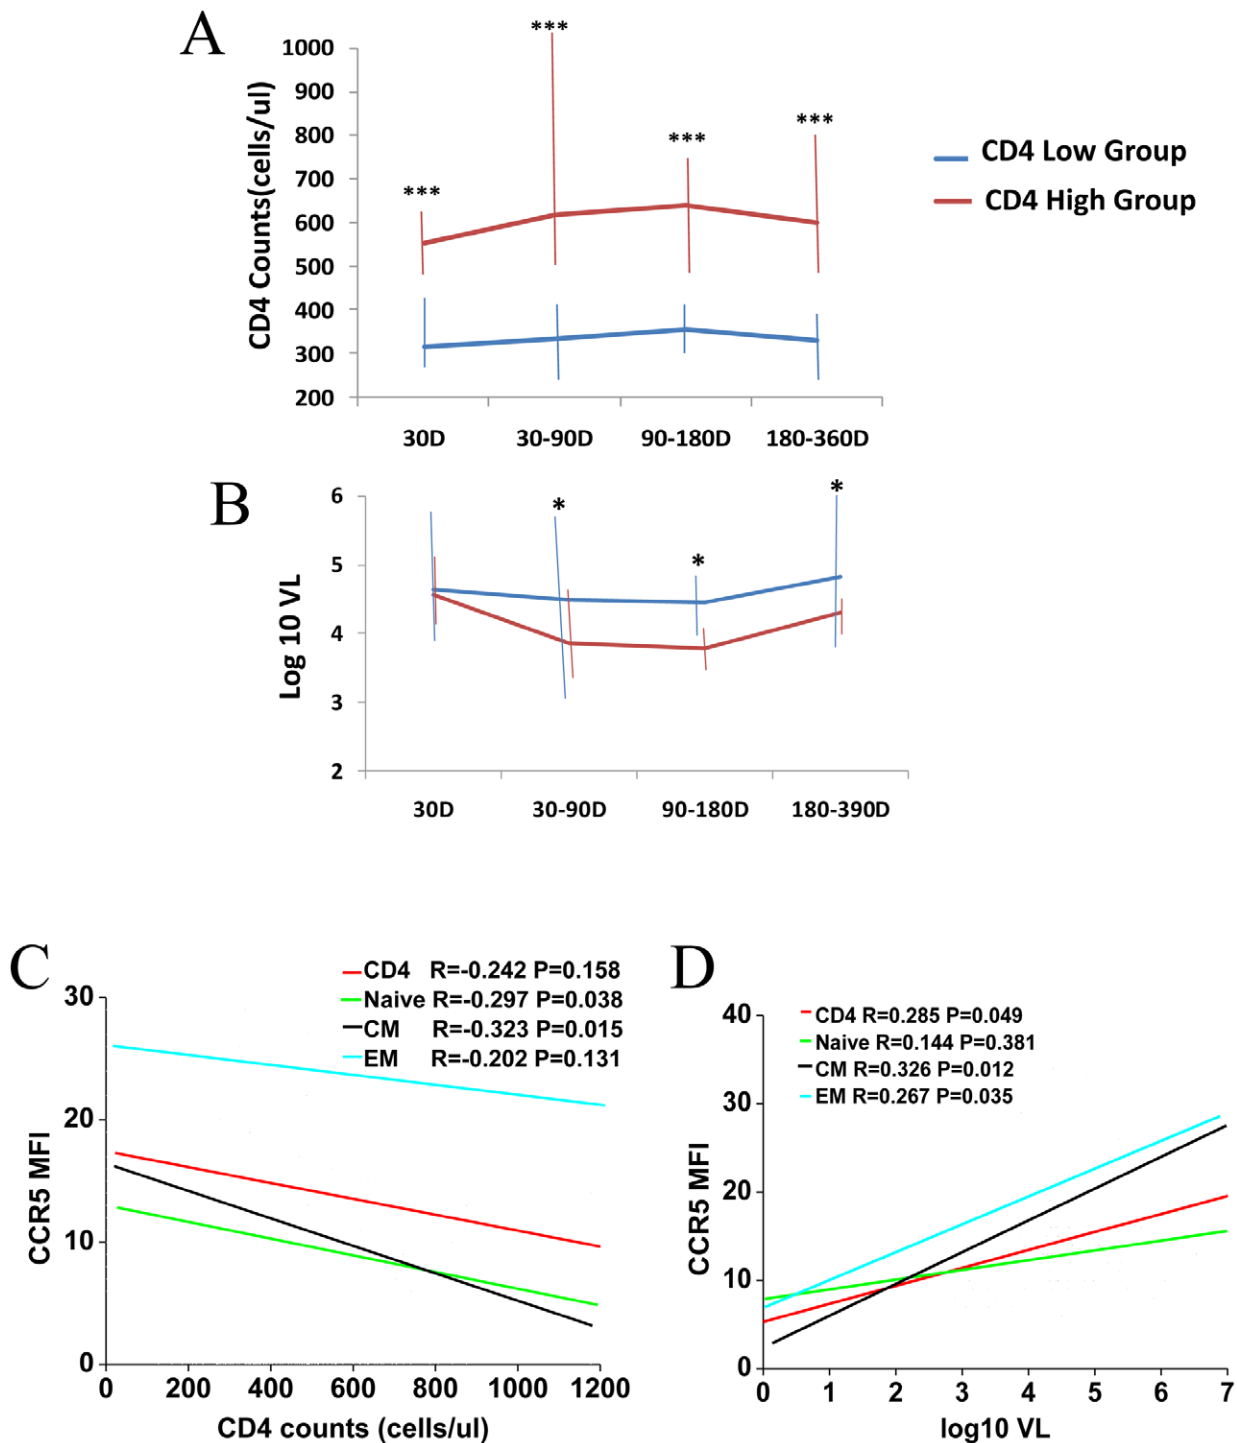 A
***
1000
900
800
700
600
500
400
300
200
CD4 Counts(cells/ul)
***
***
***
CD4 Low Group
CD4 High Group
30D 30-90D 90-180D 180-360D
B
6
5
4
3
2
Log 10 VL
*
*
*
30D 30-90D 90-180D 180-390D
C
CD4 R=-0.242 P=0.158
Naive R=-0.297 P=0.038
CM R=-0.323 P=0.015
EM R=-0.202 P=0.131
30
20
10
0
CCR5 MFI
0 200 400 600 800 1000 1200
CD4 counts (cells/ul)
D
CD4 R=0.285 P=0.049
Naive R=0.144 P=0.381
CM R=0.326 P=0.012
EM R=0.267 P=0.035
40
30
20
10
0
CCR5 MFI
0 1 2 3 4 5 6 7
log10 VL